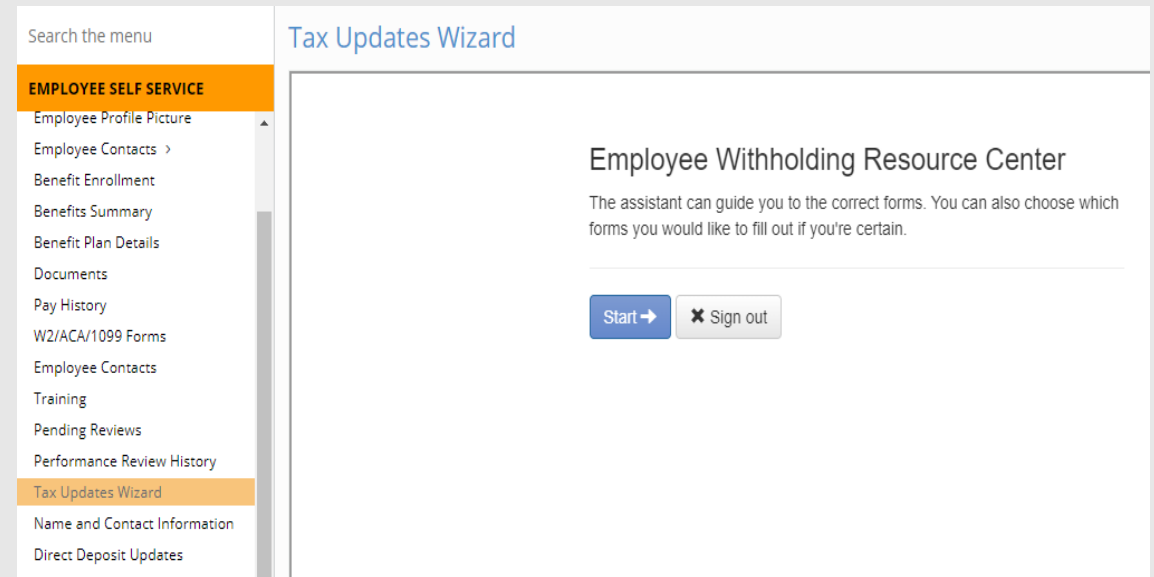 Search the menu
EMPLOYEE SELF SERVICE
Employee Profile Picture
Employee Contacts >
Benefit Enrollment
Benefits Summary
Benefit Plan Details
Documents
Pay History
W2/ACA/1099 Forms
Employee Contacts
Training
Pending Reviews
Performance Review History
Tax Updates Wizard
Name and Contact Information
Direct Deposit Updates
Tax Updates Wizard
Employee Withholding Resource Center
The assistant can guide you to the correct forms. You can also choose which
forms you would like to fill out if you're certain.
Start ➔ ✖ Sign out